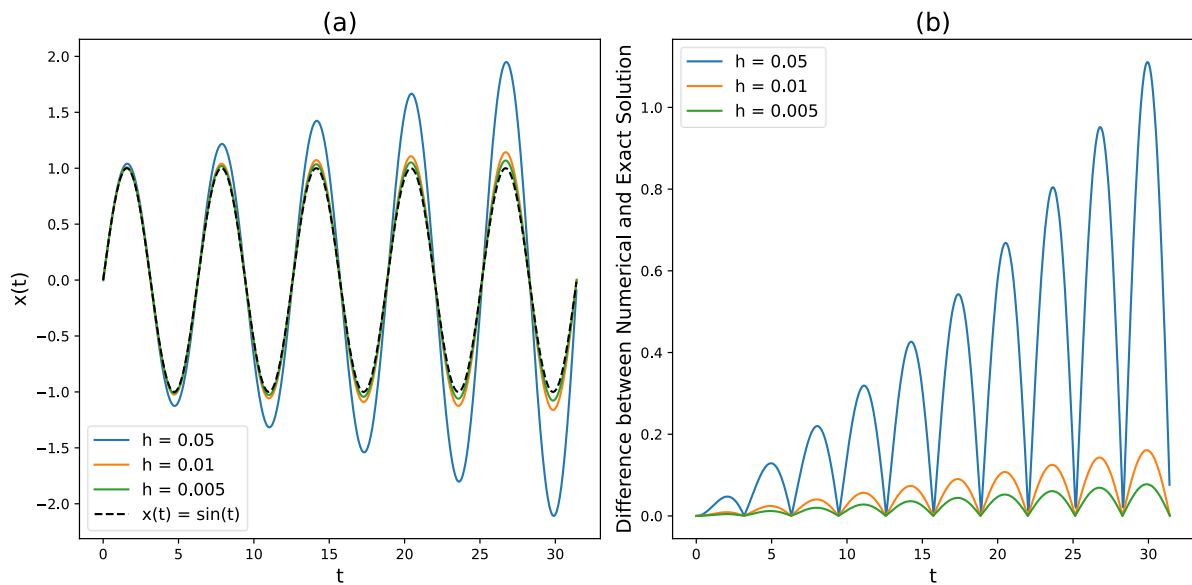 (a)
x(t)
2.0
1.5
1.0
0.5
0.0
−0.5
−1.0
−1.5
−2.0
h = 0.05
h = 0.01
h = 0.005
x(t) = sin(t)
0 5 10 15 20 25 30
t
(b)
Difference between Numerical and Exact Solution
1.0
0.8
0.6
0.4
0.2
0.0
h = 0.05
h = 0.01
h = 0.005
0 5 10 15 20 25 30
t